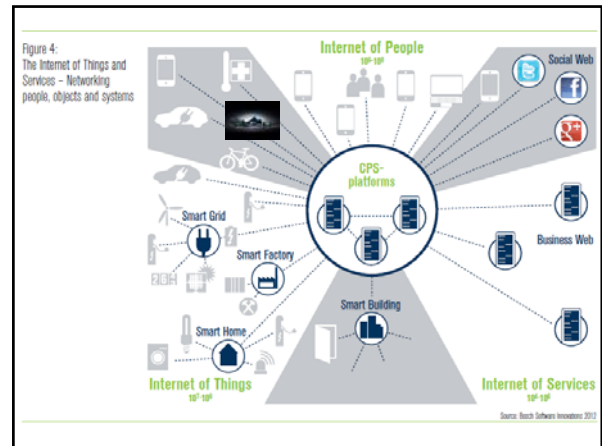 Figure 4:
The Internet of Things and
Services – Networking
people, objects and systems
Internet of People
Social Web
CPS-
platforms
Smart Grid
Business Web
Smart Factory
Smart Building
Smart Home
Internet of Things
Internet of Services
Source: Bosch Software Innovations 2012